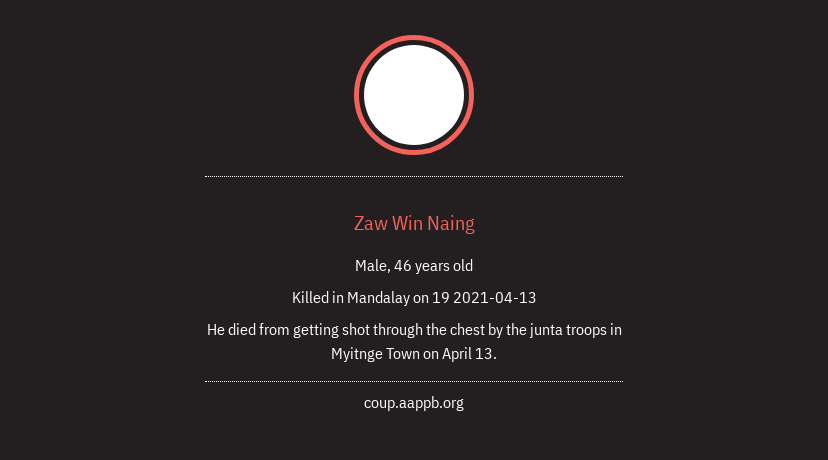 Zaw Win Naing
Male, 46 years old
Killed in Mandalay on 19 2021-04-13
He died from getting shot through the chest by the junta troops in
Myitnge Town on April 13.
coup.aappb.org